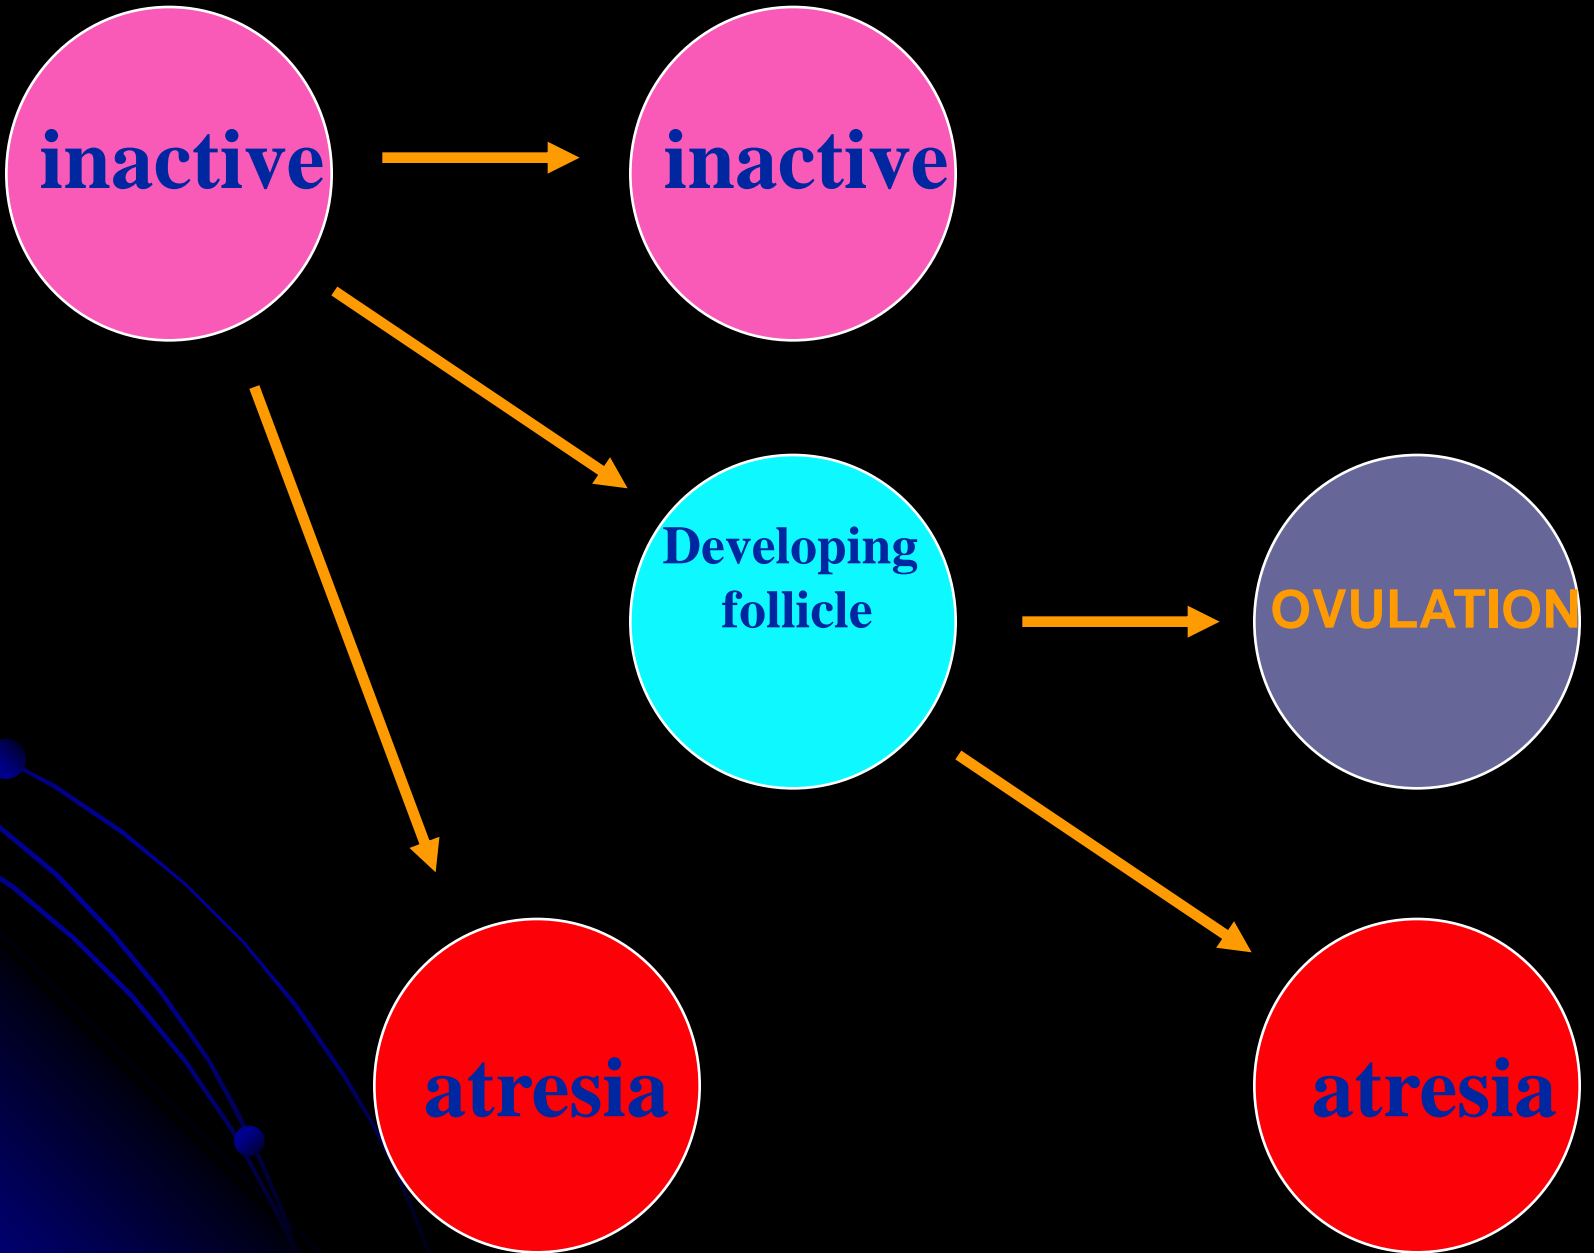 inactive
inactive
Developing
follicle
OVULATION
atresia
atresia